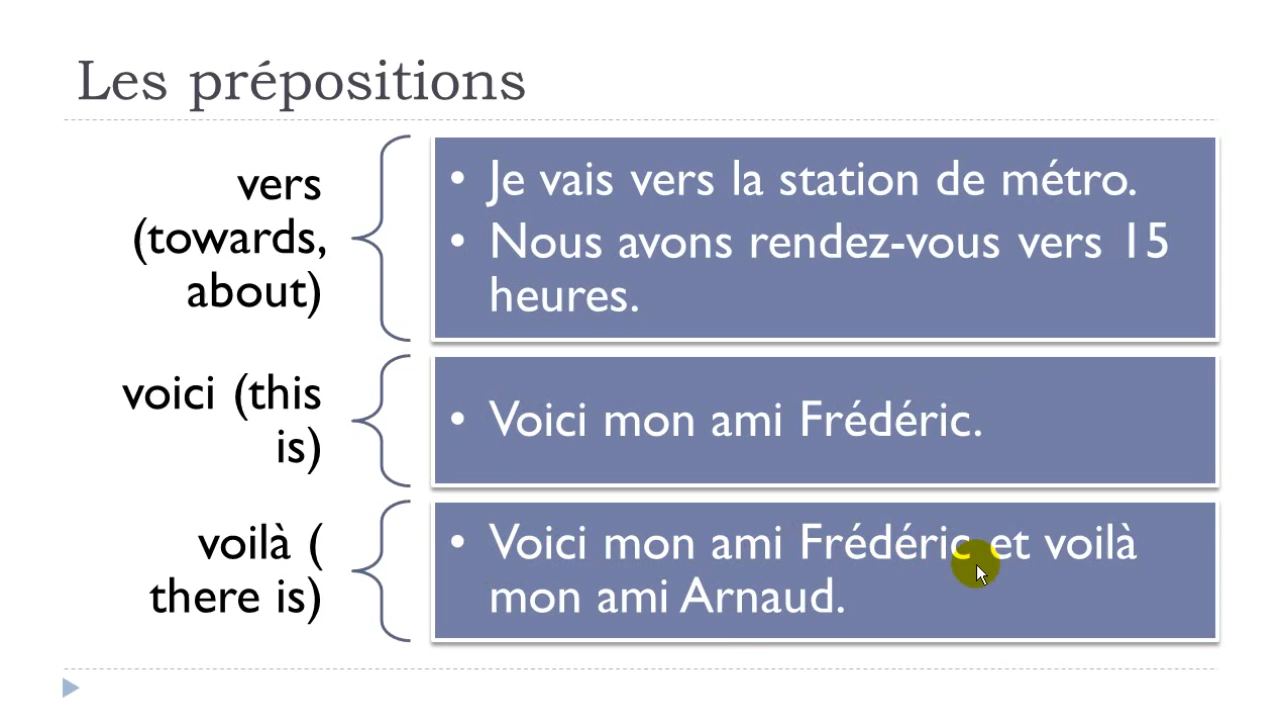 Les prépositions
vers
(towards,
about)
• Je vais vers la station de métro.
• Nous avons rendez-vous vers 15
heures.
voici (this
is)
• Voici mon ami Frédéric.
voilà (
there is)
• Voici mon ami Frédéric et voilà
mon ami Arnaud.